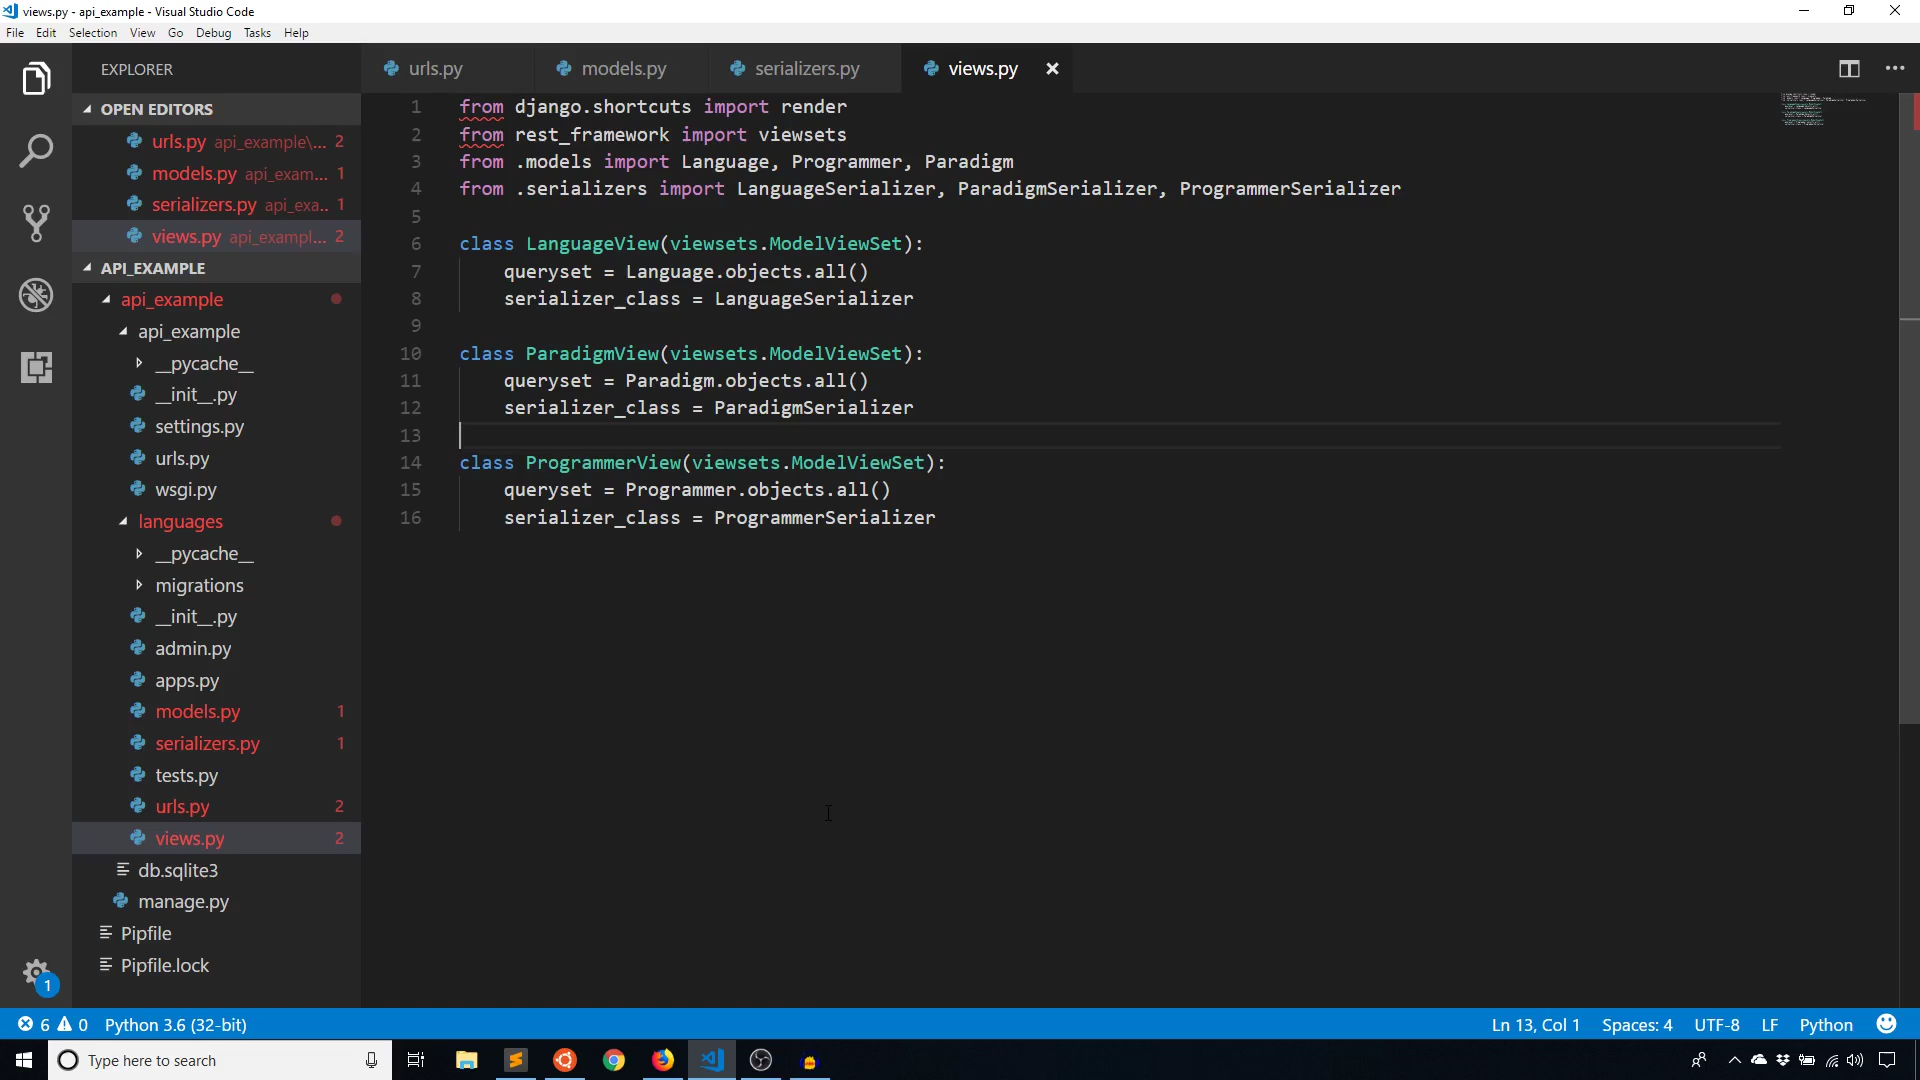 views.py - api_example - Visual Studio Code
File Edit Selection View Go Debug Tasks Help
EXPLORER
OPEN EDITORS
urls.py api_example\... 2
models.py api_exam... 1
serializers.py api_exa.. 1
views.py api_exampl... 2
API_EXAMPLE
api_example
api_example
__pycache__
__init__.py
settings.py
urls.py
wsgi.py
languages
__pycache__
migrations
__init__.py
admin.py
apps.py
models.py 1
serializers.py 1
tests.py
urls.py 2
views.py 2
db.sqlite3
manage.py
Pipfile
Pipfile.lock
1
urls.py models.py serializers.py views.py
1 from django.shortcuts import render
2 from rest_framework import viewsets
3 from .models import Language, Programmer, Paradigm
4 from .serializers import LanguageSerializer, ParadigmSerializer, ProgrammerSerializer
5
6 class LanguageView(viewsets.ModelViewSet):
7 queryset = Language.objects.all()
8 serializer_class = LanguageSerializer
9
10 class ParadigmView(viewsets.ModelViewSet):
11 queryset = Paradigm.objects.all()
12 serializer_class = ParadigmSerializer
13
14 class ProgrammerView(viewsets.ModelViewSet):
15 queryset = Programmer.objects.all()
16 serializer_class = ProgrammerSerializer
6 0 Python 3.6 (32-bit) Ln 13, Col 1 Spaces: 4 UTF-8 LF Python
Type here to search